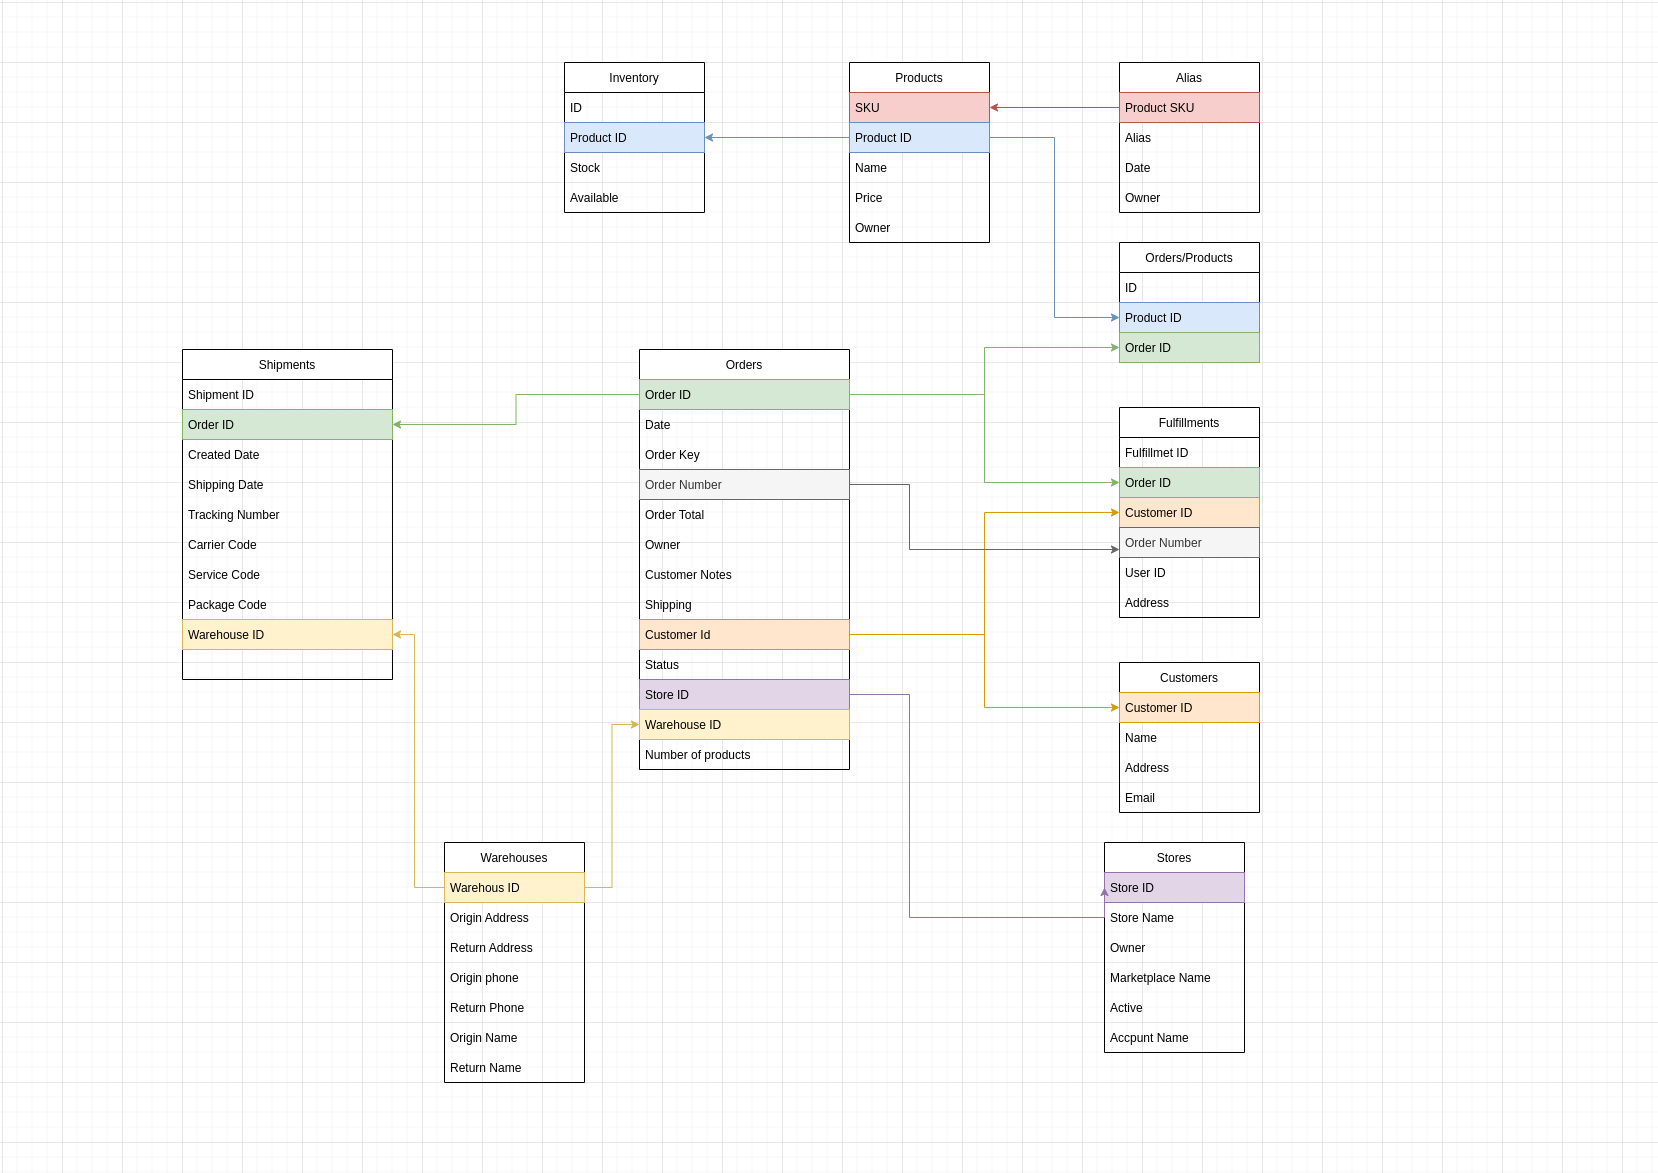 Inventory
ID
Product ID
Stock
Available
Products
SKU
Product ID
Name
Price
Owner
Alias
Product SKU
Alias
Date
Owner
Orders/Products
ID
Product ID
Order ID
Shipments
Shipment ID
Order ID
Created Date
Shipping Date
Tracking Number
Carrier Code
Service Code
Package Code
Warehouse ID
Orders
Order ID
Date
Order Key
Order Number
Order Total
Owner
Customer Notes
Shipping
Customer Id
Status
Store ID
Warehouse ID
Number of products
Fulfillments
Fulfillmet ID
Order ID
Customer ID
Order Number
User ID
Address
Customers
Customer ID
Name
Address
Email
Warehouses
Warehous ID
Origin Address
Return Address
Origin phone
Return Phone
Origin Name
Return Name
Stores
Store ID
Store Name
Owner
Marketplace Name
Active
Accpunt Name